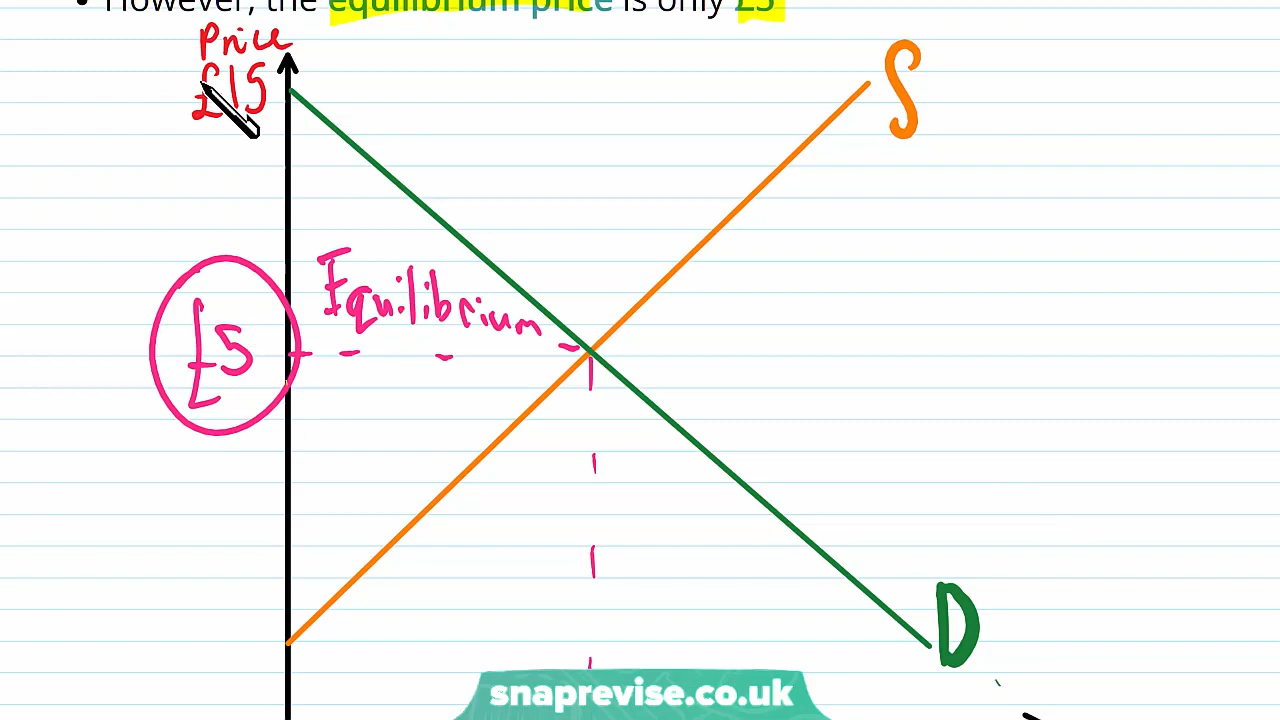 • However, the equilibrium price is only £5
Price
£15
S
Equilibrium
£5
D
snaprevise.co.uk